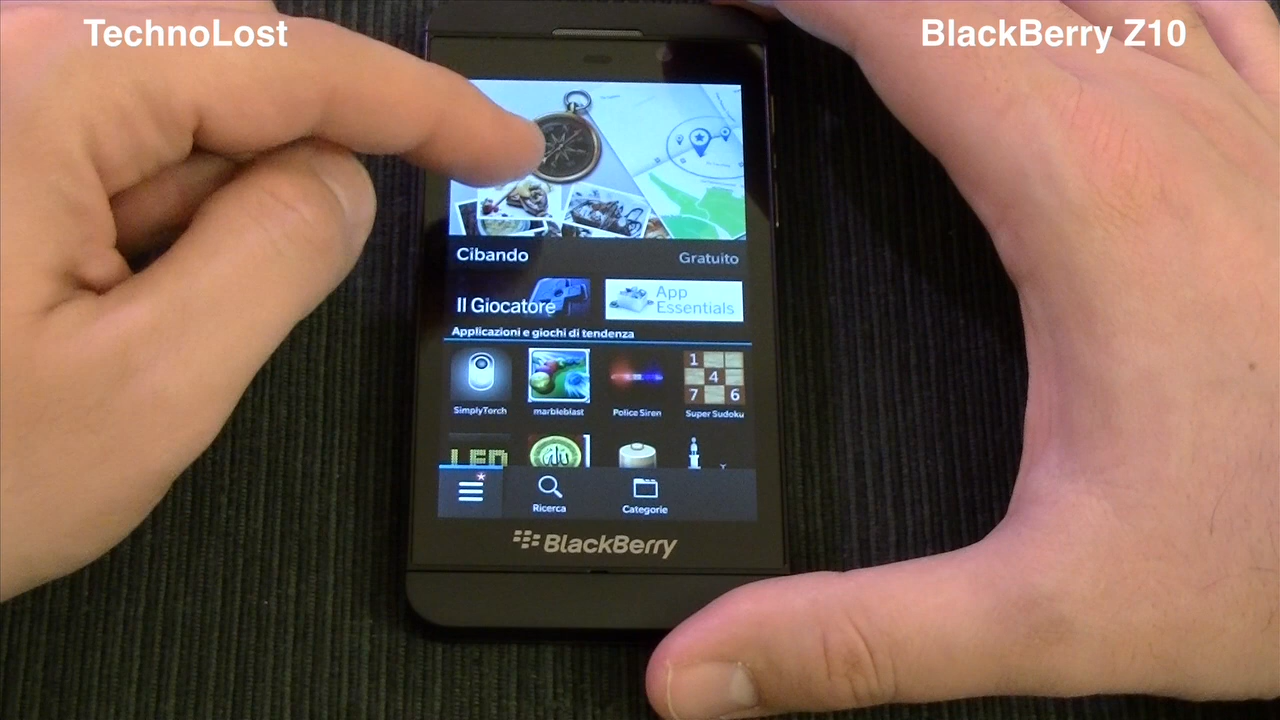 TechnoLost
BlackBerry Z10
Cibando
Gratuito
Il Giocatore
App
Essentials
Applicazioni e giochi di tendenza
1
4
7 6
SimplyTorch
marbleblast
Police Siren
Super Sudoku
LED
Ricerca
Categorie
BlackBerry